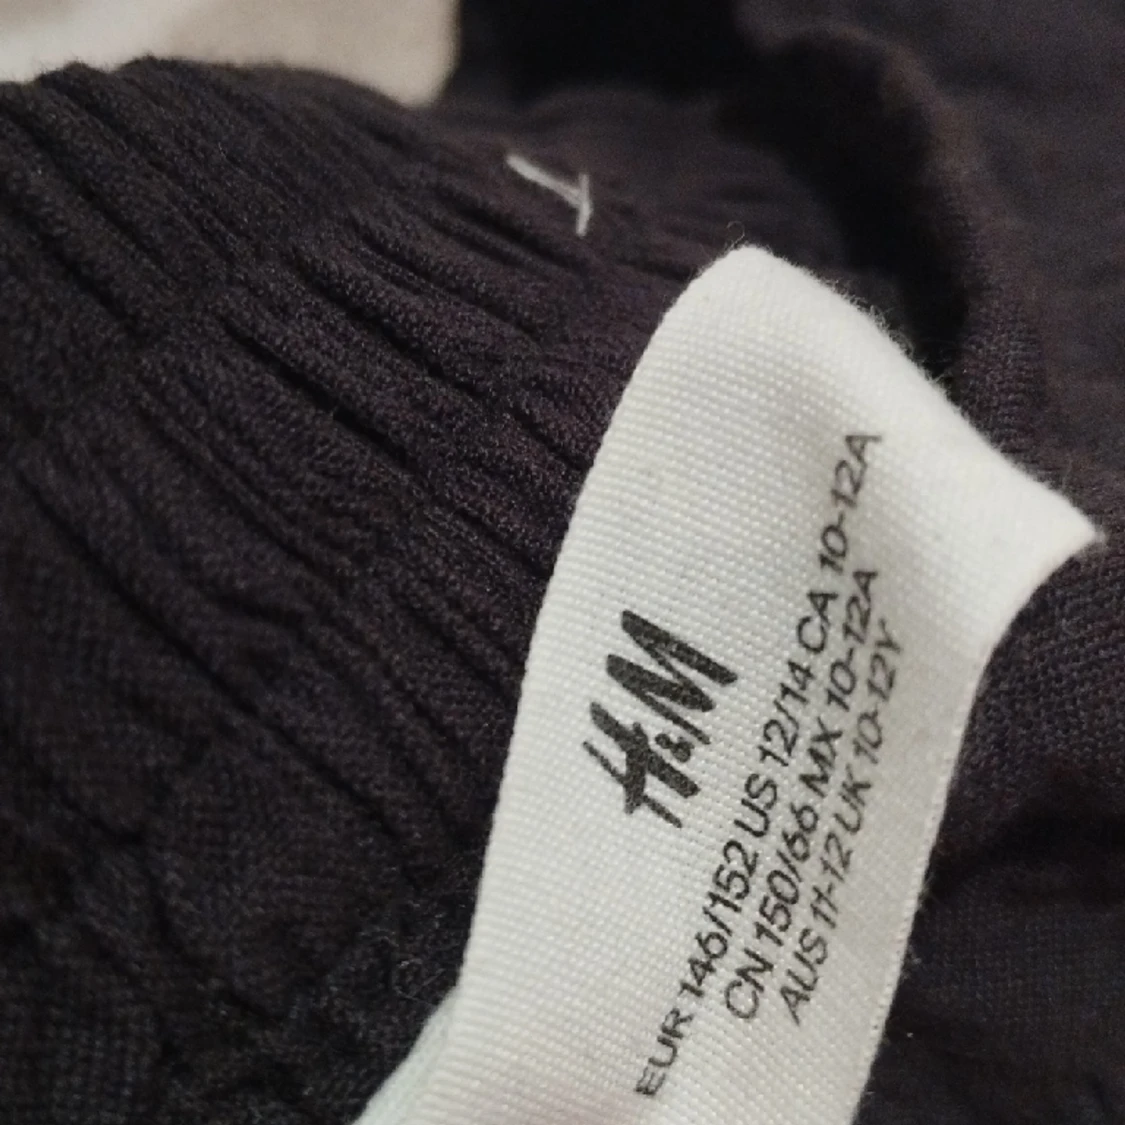 H&M
EUR 146/152 US 12/14 CA 10-12A
CN 150/66 MX 10-12A
AUS 11-12 UK 10-12Y